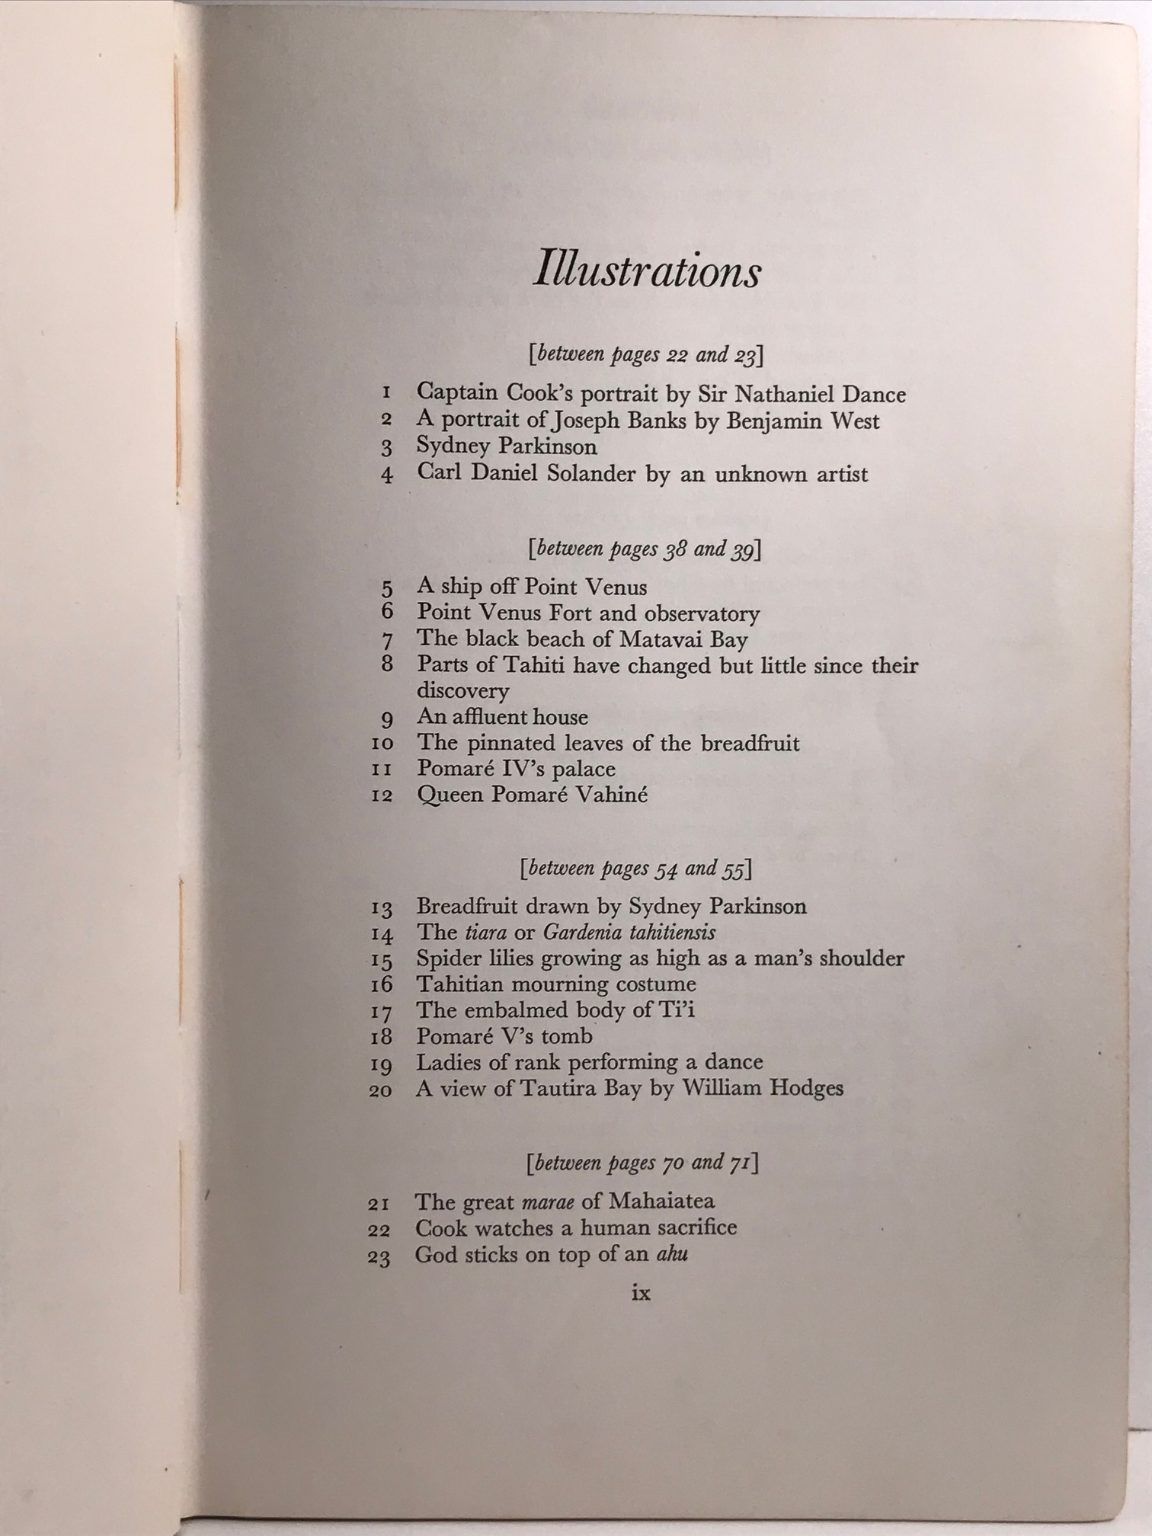 Illustrations
[between pages 22 and 23]
1 Captain Cook's portrait by Sir Nathaniel Dance
2 A portrait of Joseph Banks by Benjamin West
3 Sydney Parkinson
4 Carl Daniel Solander by an unknown artist
[between pages 38 and 39]
5 A ship off Point Venus
6 Point Venus Fort and observatory
7 The black beach of Matavai Bay
8 Parts of Tahiti have changed but little since their
discovery
9 An affluent house
10 The pinnated leaves of the breadfruit
11 Pomaré IV's palace
12 Queen Pomaré Vahiné
[between pages 54 and 55]
13 Breadfruit drawn by Sydney Parkinson
14 The tiara or Gardenia tahitiensis
15 Spider lilies growing as high as a man's shoulder
16 Tahitian mourning costume
17 The embalmed body of Ti'i
18 Pomaré V's tomb
19 Ladies of rank performing a dance
20 A view of Tautira Bay by William Hodges
[between pages 70 and 71]
21 The great marae of Mahaiatea
22 Cook watches a human sacrifice
23 God sticks on top of an ahu
ix